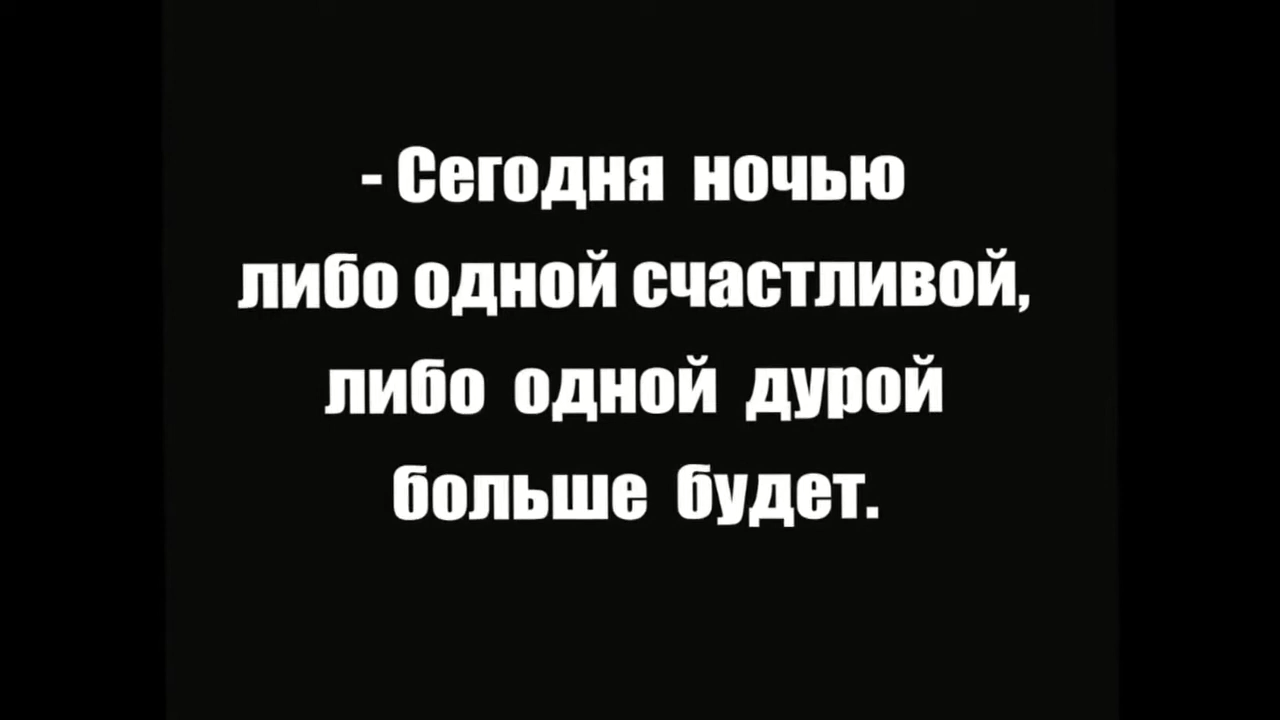 - Сегодня ночью
либо одной счастливой,
либо одной дурой
больше будет.